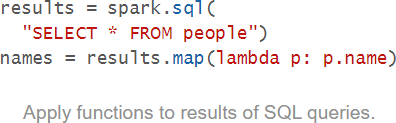 results = spark.sql(
  "SELECT * FROM people")
names = results.map(lambda p: p.name)
Apply functions to results of SQL queries.